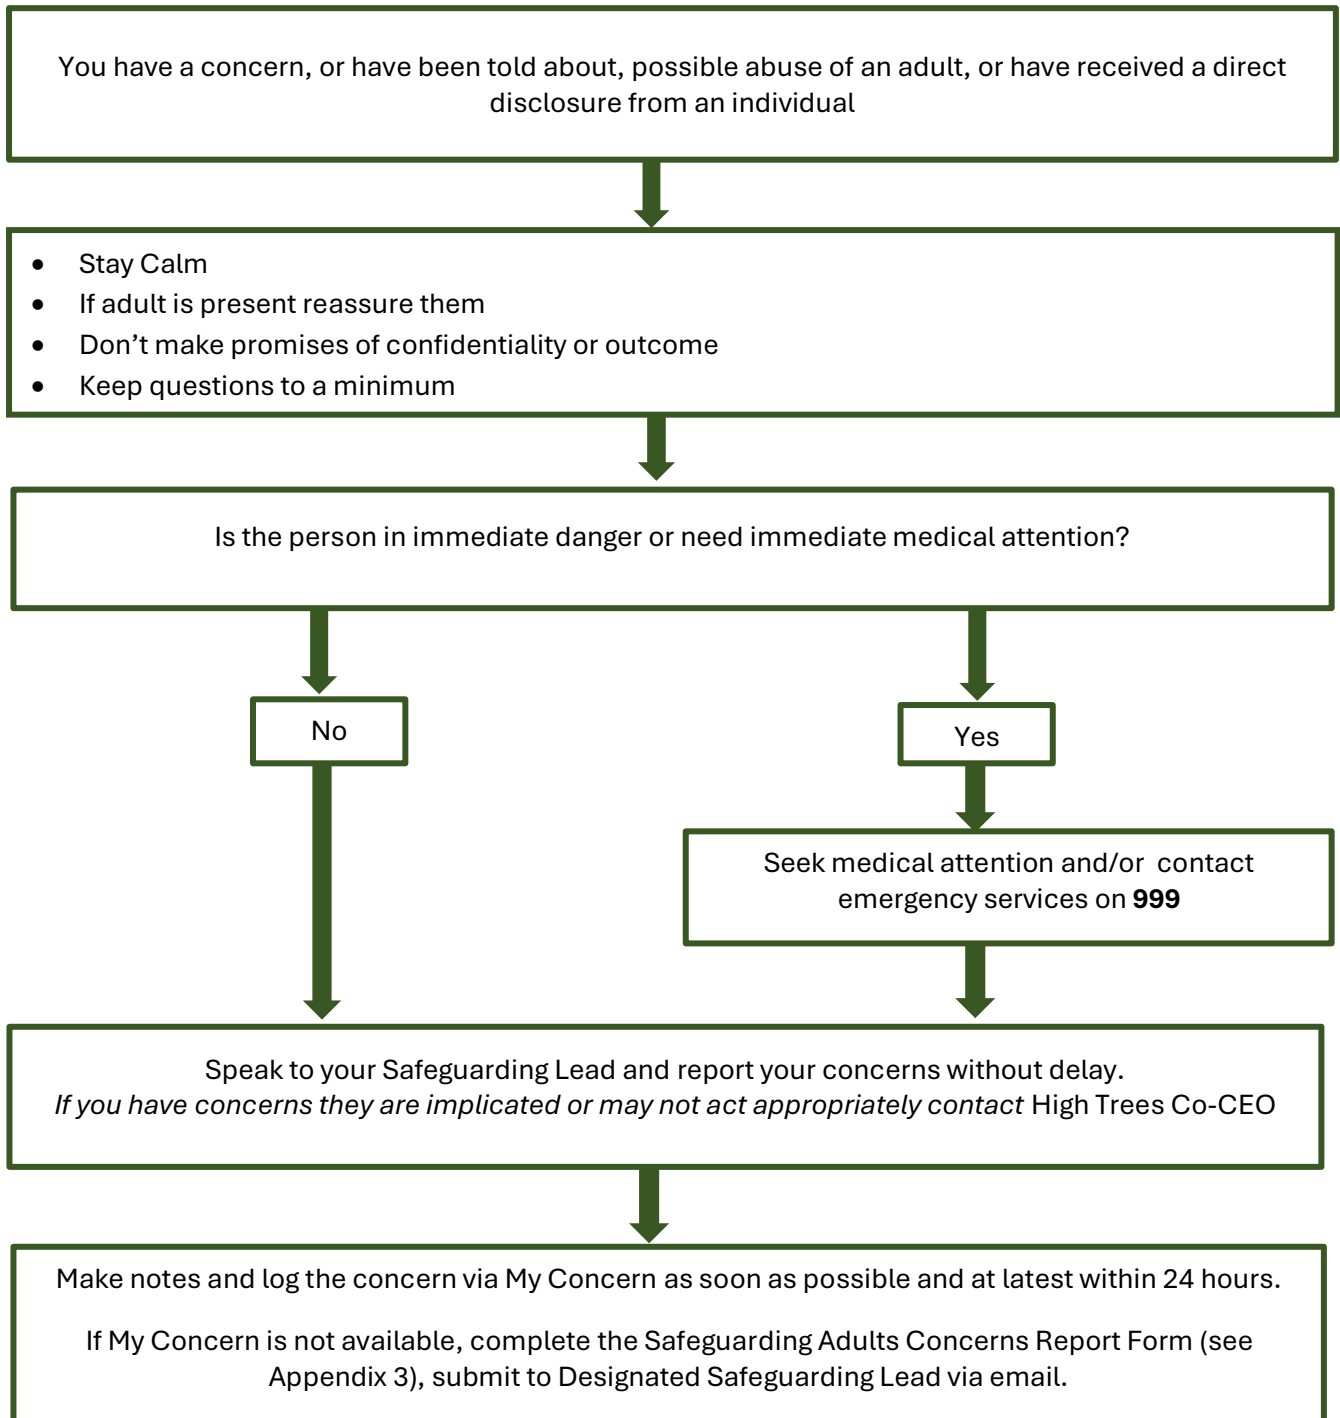 You have a concern, or have been told about, possible abuse of an adult, or have received a direct
disclosure from an individual
• Stay Calm
• If adult is present reassure them
• Don’t make promises of confidentiality or outcome
• Keep questions to a minimum
Is the person in immediate danger or need immediate medical attention?
No
Yes
Seek medical attention and/or contact
emergency services on 999
Speak to your Safeguarding Lead and report your concerns without delay.
If you have concerns they are implicated or may not act appropriately contact High Trees Co-CEO
Make notes and log the concern via My Concern as soon as possible and at latest within 24 hours.
If My Concern is not available, complete the Safeguarding Adults Concerns Report Form (see
Appendix 3), submit to Designated Safeguarding Lead via email.